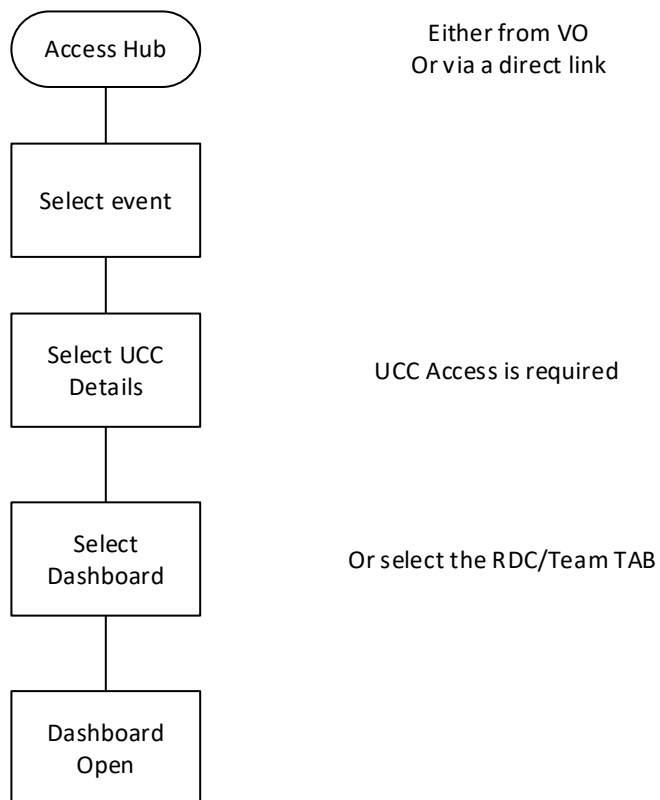 Access Hub
Either from VO
Or via a direct link
Select event
Select UCC
Details
UCC Access is required
Select
Dashboard
Or select the RDC/Team TAB
Dashboard
Open